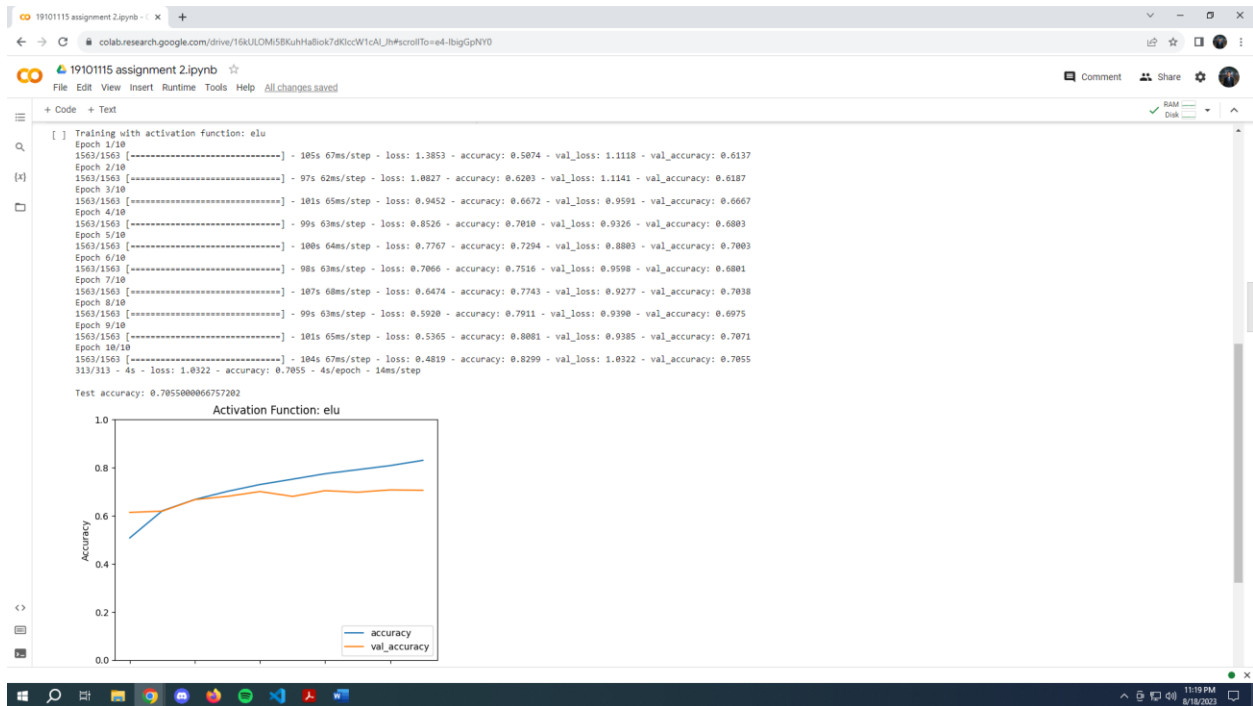 19101115 assignment 2.ipynb - C
colab.research.google.com/drive/16kULOMi5BKuhHa8iok7dKlccW1cAl_Jh#scrollTo=e4-IbigGpNY0
19101115 assignment 2.ipynb
File Edit View Insert Runtime Tools Help All changes saved
Comment Share
+ Code + Text
RAM
Disk
[ ] Training with activation function: elu
Epoch 1/10
1563/1563 [==============================] - 105s 67ms/step - loss: 1.3853 - accuracy: 0.5074 - val_loss: 1.1118 - val_accuracy: 0.6137
Epoch 2/10
1563/1563 [==============================] - 97s 62ms/step - loss: 1.0827 - accuracy: 0.6203 - val_loss: 1.1141 - val_accuracy: 0.6187
Epoch 3/10
1563/1563 [==============================] - 101s 65ms/step - loss: 0.9452 - accuracy: 0.6672 - val_loss: 0.9591 - val_accuracy: 0.6667
Epoch 4/10
1563/1563 [==============================] - 99s 63ms/step - loss: 0.8526 - accuracy: 0.7010 - val_loss: 0.9326 - val_accuracy: 0.6803
Epoch 5/10
1563/1563 [==============================] - 100s 64ms/step - loss: 0.7767 - accuracy: 0.7294 - val_loss: 0.8803 - val_accuracy: 0.7003
Epoch 6/10
1563/1563 [==============================] - 98s 63ms/step - loss: 0.7066 - accuracy: 0.7516 - val_loss: 0.9598 - val_accuracy: 0.6801
Epoch 7/10
1563/1563 [==============================] - 107s 68ms/step - loss: 0.6474 - accuracy: 0.7743 - val_loss: 0.9277 - val_accuracy: 0.7038
Epoch 8/10
1563/1563 [==============================] - 99s 63ms/step - loss: 0.5920 - accuracy: 0.7911 - val_loss: 0.9390 - val_accuracy: 0.6975
Epoch 9/10
1563/1563 [==============================] - 101s 65ms/step - loss: 0.5365 - accuracy: 0.8081 - val_loss: 0.9385 - val_accuracy: 0.7071
Epoch 10/10
1563/1563 [==============================] - 104s 67ms/step - loss: 0.4819 - accuracy: 0.8299 - val_loss: 1.0322 - val_accuracy: 0.7055
313/313 - 4s - loss: 1.0322 - accuracy: 0.7055 - 4s/epoch - 14ms/step
Test accuracy: 0.7055000066757202
Activation Function: elu
1.0
0.8
0.6
0.4
0.2
0.0
Accuracy
accuracy
val_accuracy
{x}
<>
11:19 PM
8/18/2023